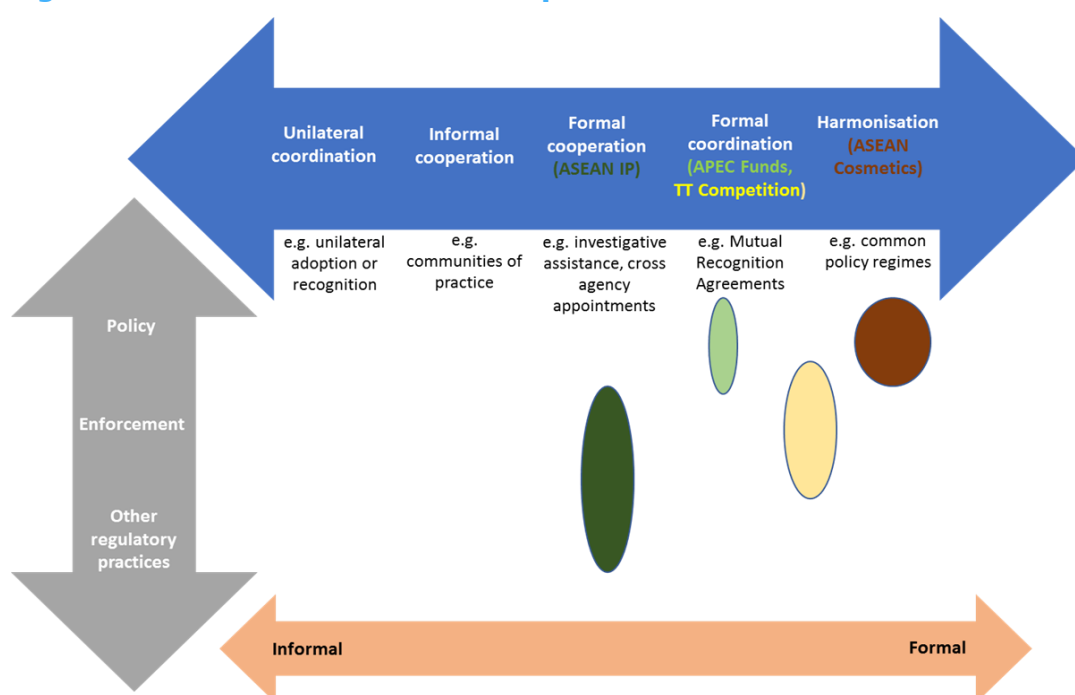 Unilateral
coordination
Informal
cooperation
Formal
cooperation
(ASEAN IP)
Formal
coordination
(APEC Funds,
TT Competition)
Harmonisation
(ASEAN
Cosmetics)
e.g. unilateral
adoption or
recognition
e.g.
communities of
practice
e.g. investigative
assistance, cross
agency
appointments
e.g. Mutual
Recognition
Agreements
e.g. common
policy regimes
Policy
Enforcement
Other
regulatory
practices
Informal
Formal